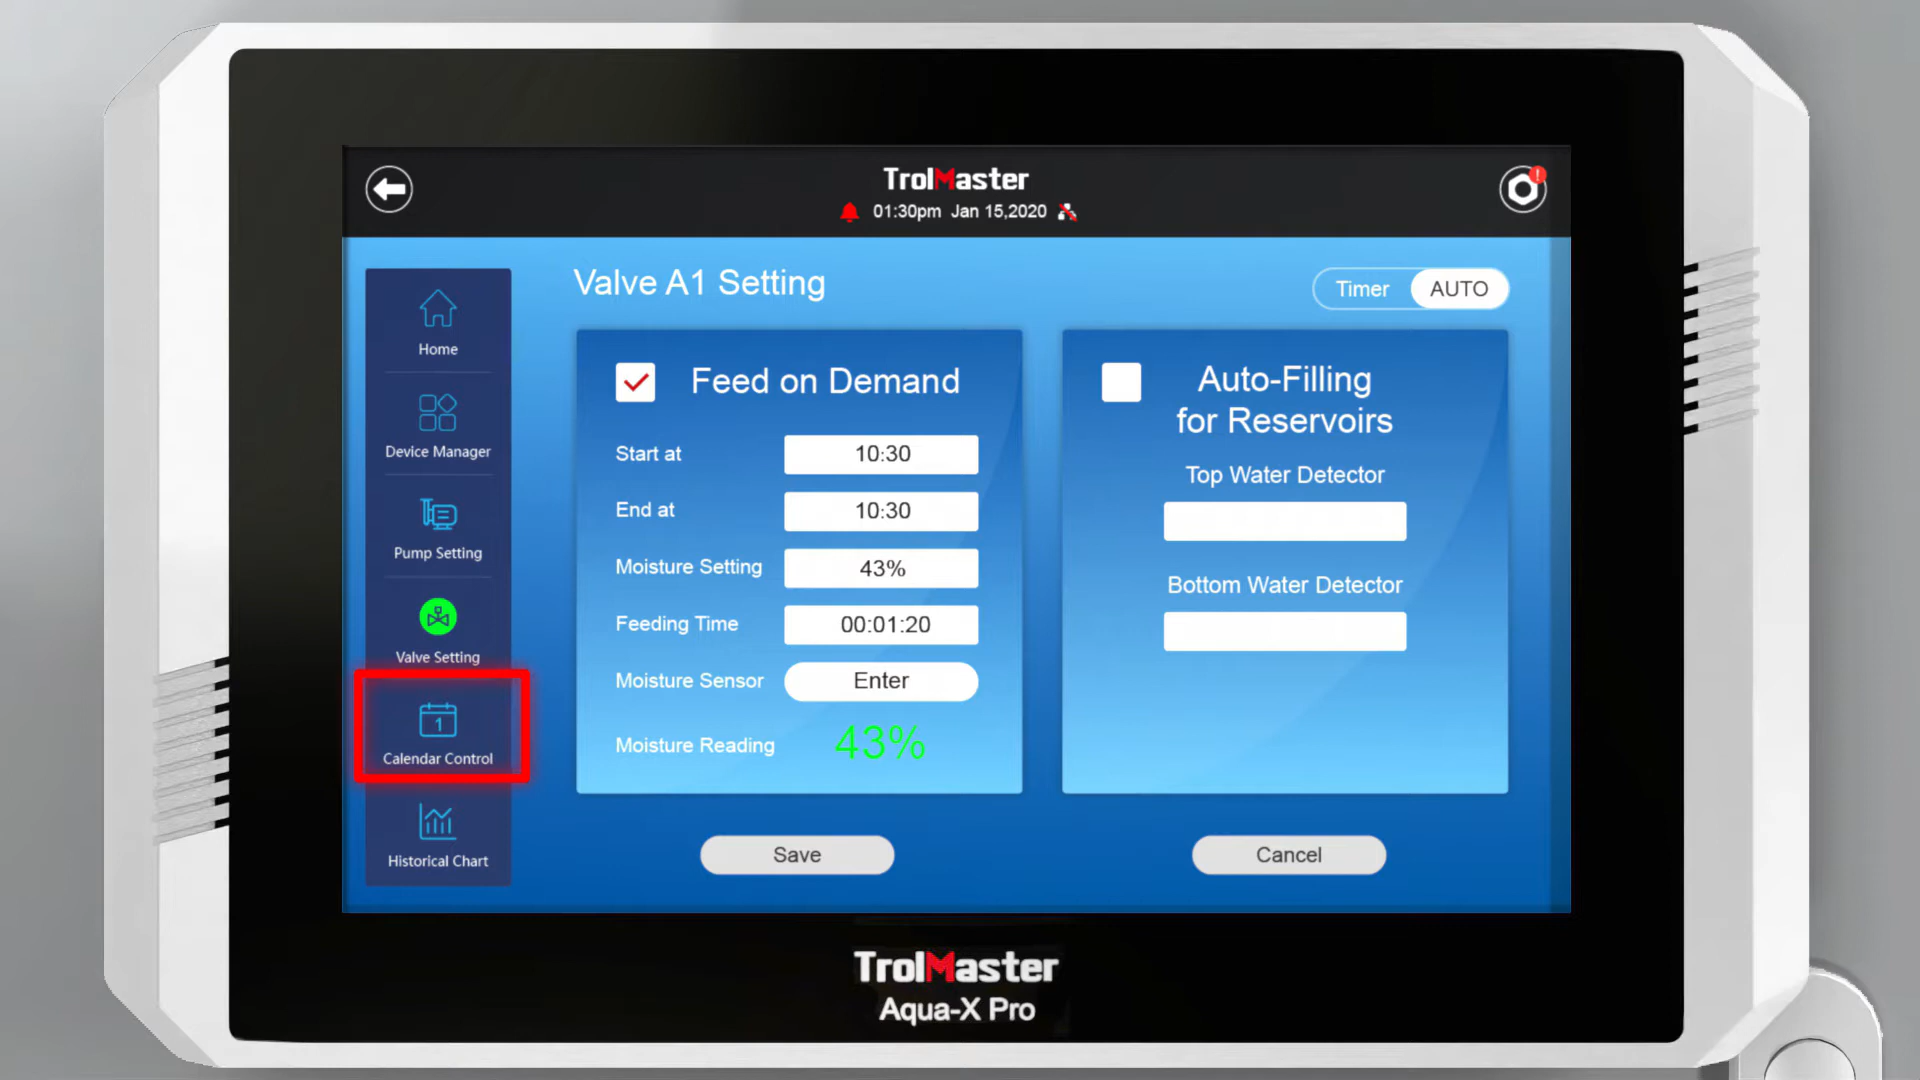 TrolMaster
01:30pm Jan 15,2020
!
Home
Device Manager
Pump Setting
Valve Setting
1
Calendar Control
Historical Chart
Valve A1 Setting
Timer AUTO
Feed on Demand
Start at 10:30
End at 10:30
Moisture Setting 43%
Feeding Time 00:01:20
Moisture Sensor Enter
Moisture Reading 43%
Auto-Filling
for Reservoirs
Top Water Detector
Bottom Water Detector
Save
Cancel
TrolMaster
Aqua-X Pro